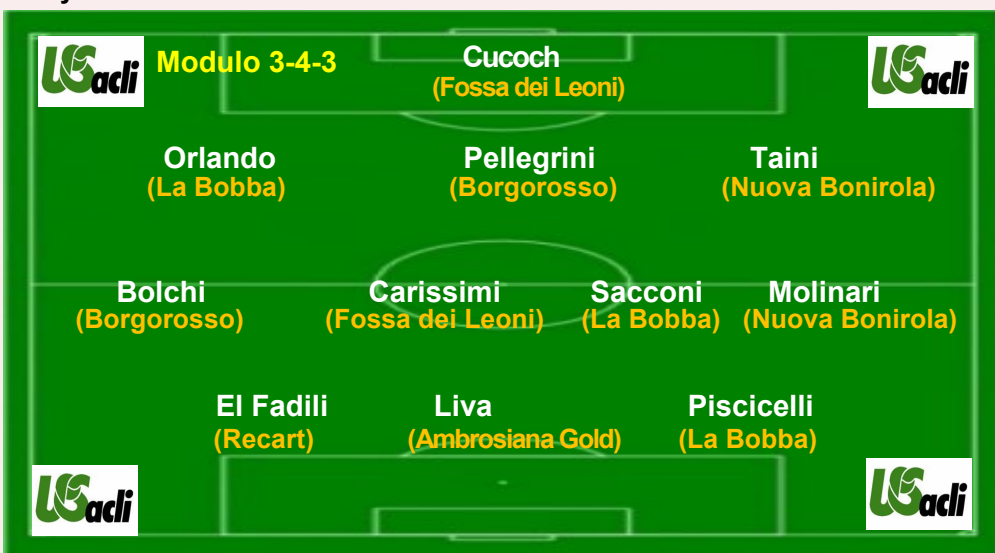 USacli
Modulo 3-4-3
Cucoch
(Fossa dei Leoni)
USacli
Orlando
(La Bobba)
Pellegrini
(Borgorosso)
Taini
(Nuova Bonirola)
Bolchi
(Borgorosso)
Carissimi
(Fossa dei Leoni)
Sacconi
(La Bobba)
Molinari
(Nuova Bonirola)
El Fadili
(Recart)
Liva
(Ambrosiana Gold)
Piscicelli
(La Bobba)
USacli
USacli